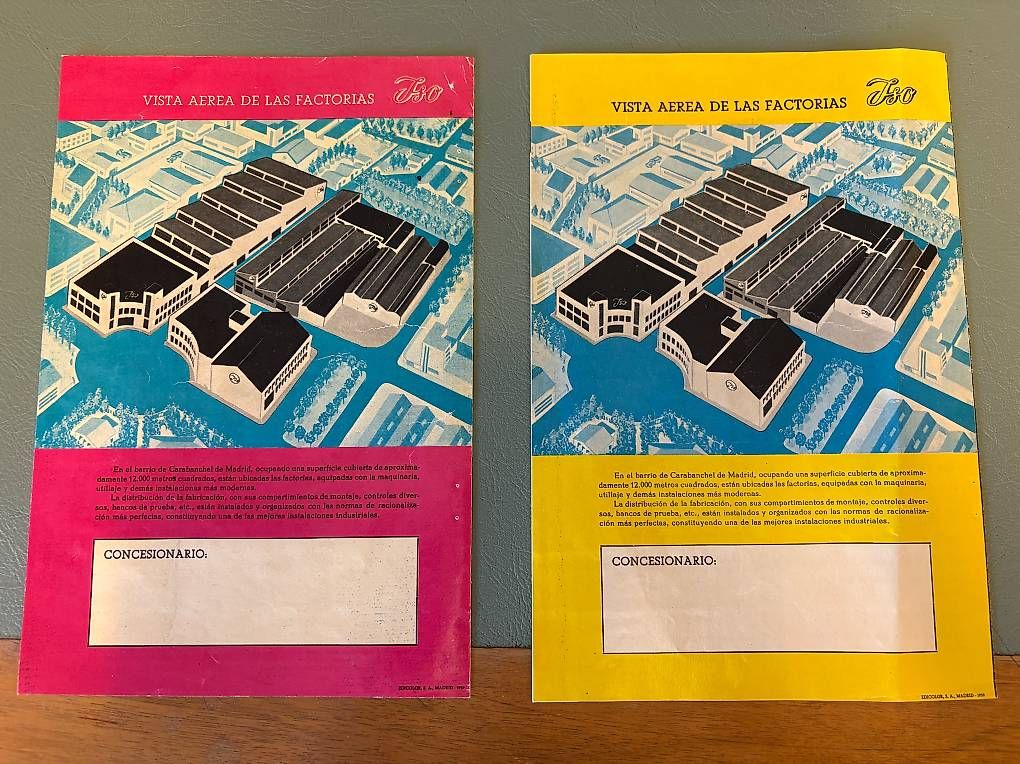 VISTA AEREA DE LAS FACTORIAS Iso
En el barrio de Carabanchel de Madrid, ocupando una superficie cubierta de aproxima-
damente 12.000 metros cuadrados, están ubicadas las factorías, equipadas con la maquinaria,
utillaje y demás instalaciones más modernas.
La distribución de la fabricación, con sus compartimientos de montaje, controles diver-
sos, bancos de prueba, etc., están instalados y organizados con las normas de racionaliza-
ción más perfectas, constituyendo una de las mejores instalaciones industriales.
CONCESIONARIO:
EDICOLOR, S. A., MADRID - 1959
VISTA AEREA DE LAS FACTORIAS Iso
Iso
En el barrio de Carabanchel de Madrid, ocupando una superficie cubierta de aproxima-
damente 12.000 metros cuadrados, están ubicadas las factorías, equipadas con la maquinaria,
utillaje y demás instalaciones más modernas.
La distribución de la fabricación, con sus compartimientos de montaje, controles diver-
sos, bancos de prueba, etc., están instalados y organizados con las normas de racionaliza-
ción más perfectas, constituyendo una de las mejores instalaciones industriales.
CONCESIONARIO:
EDICOLOR, S. A., MADRID - 1959